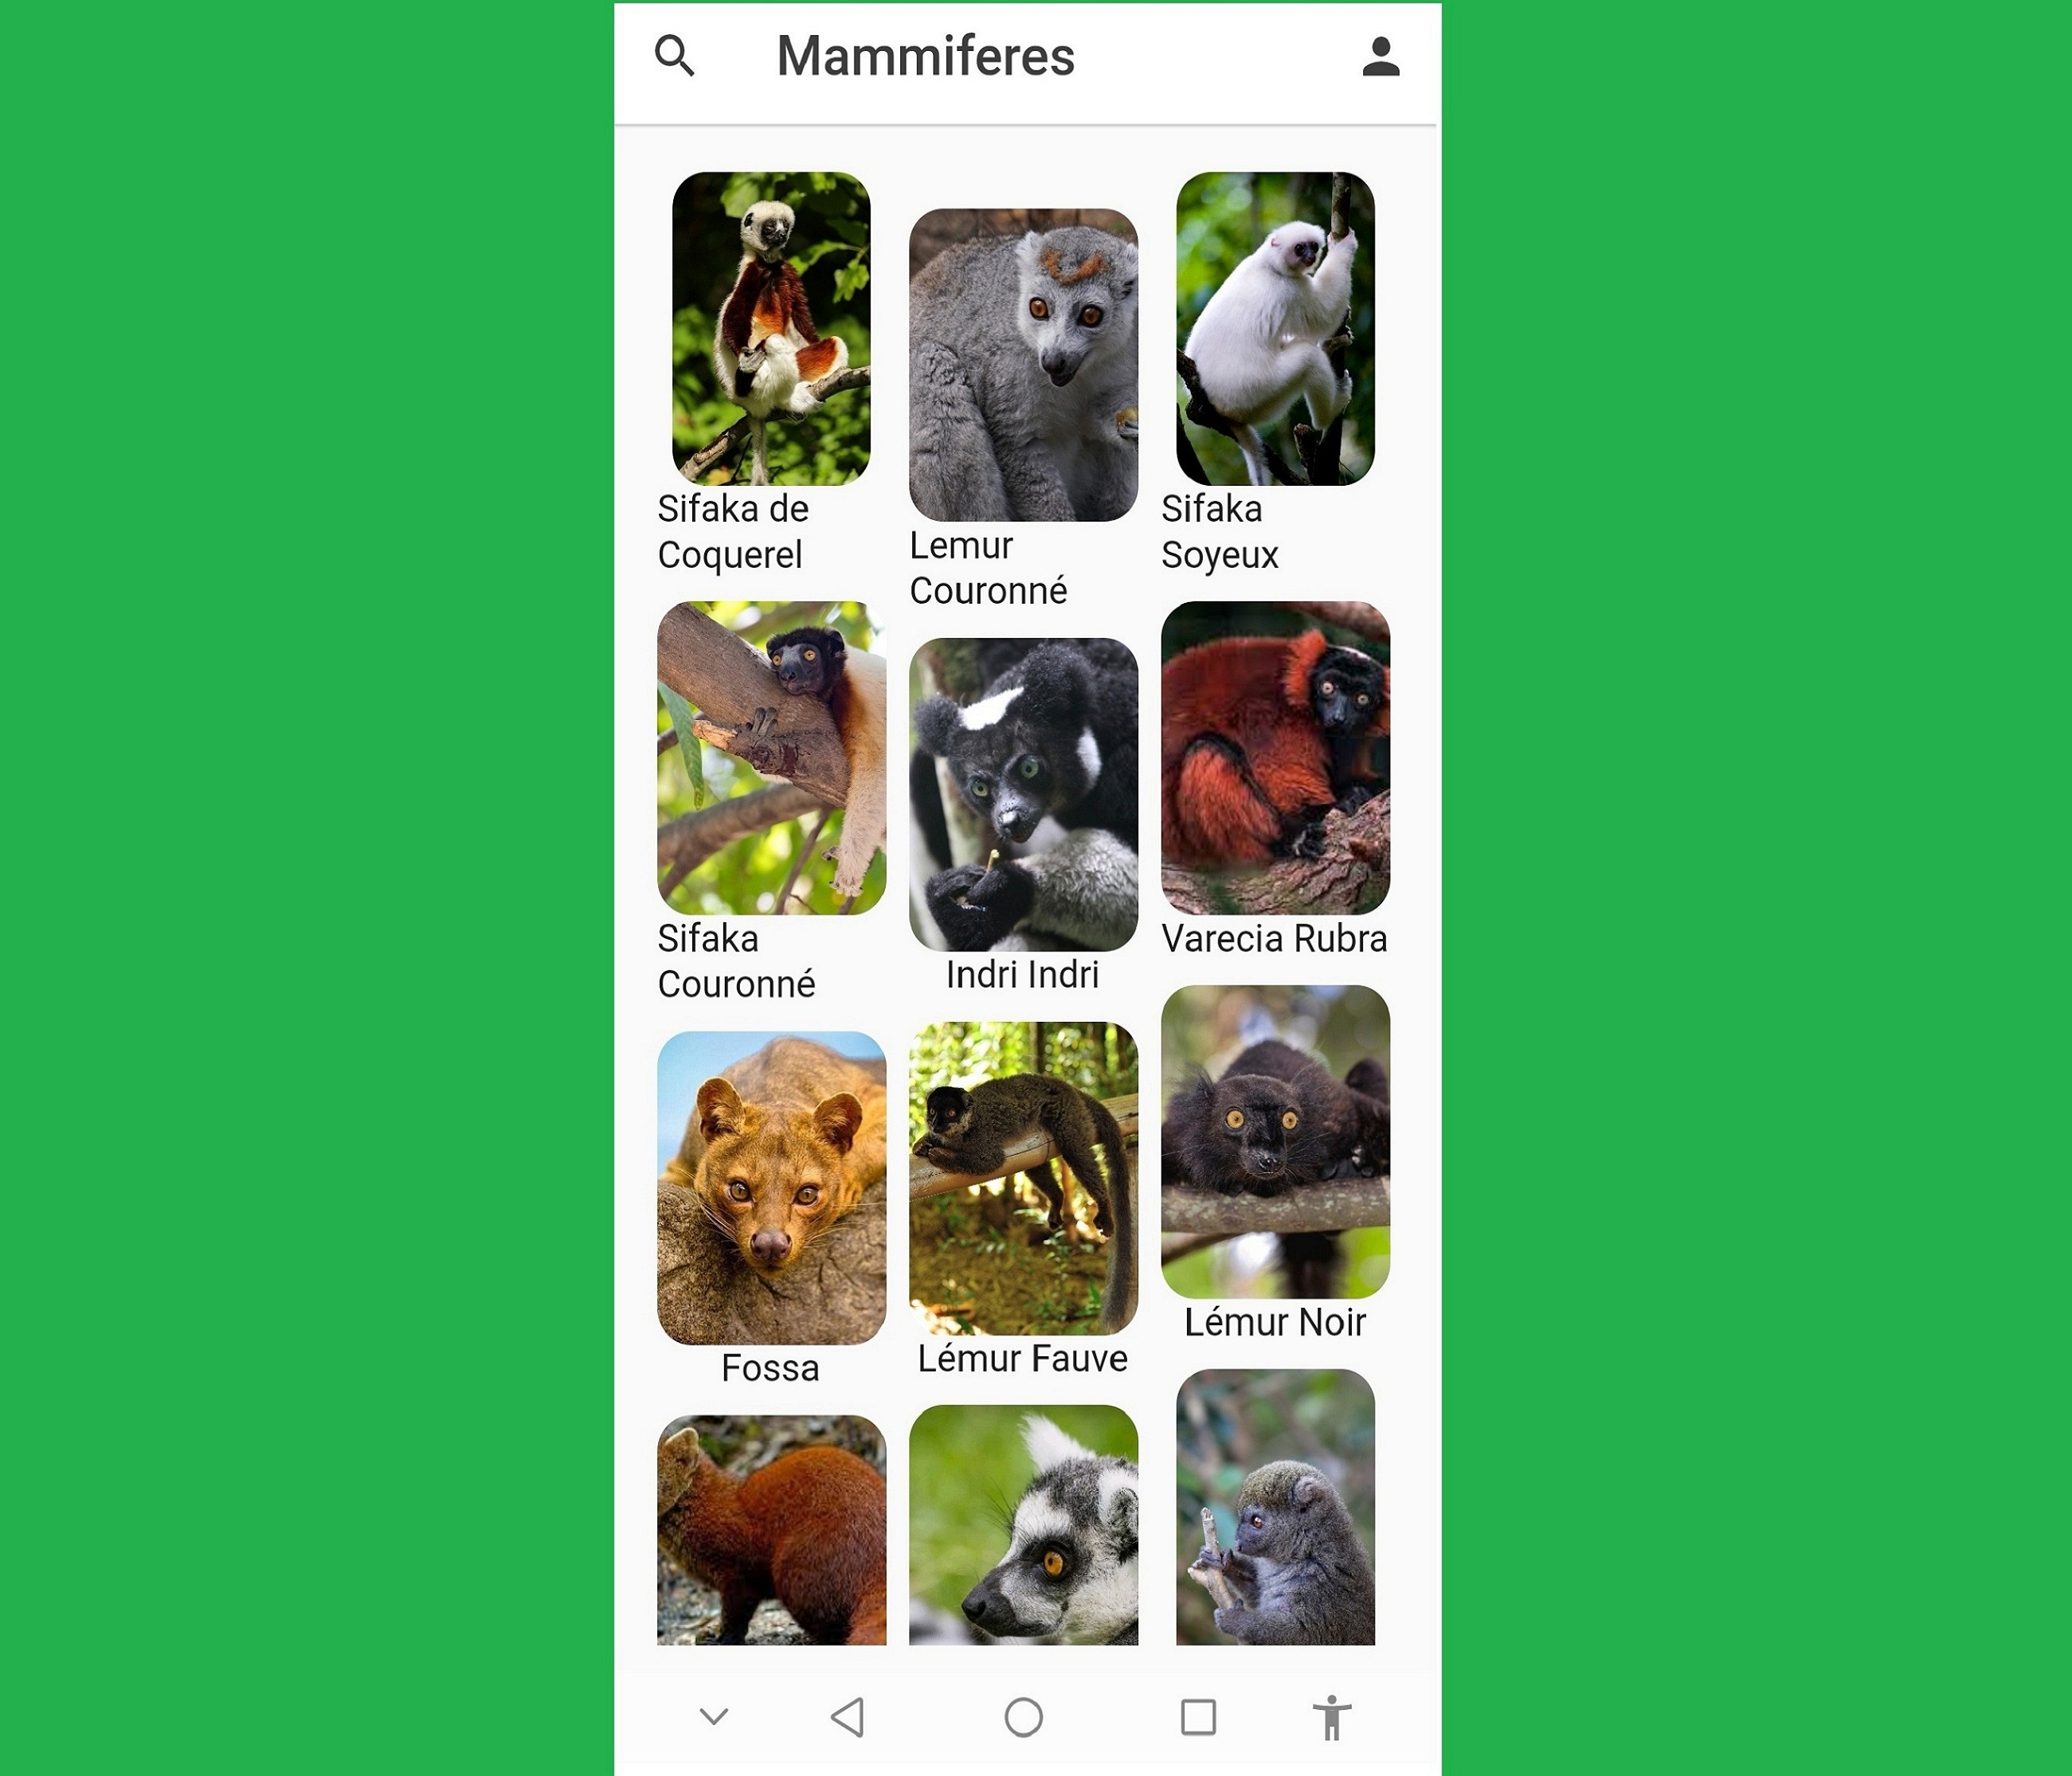 Mammiferes
Sifaka de
Coquerel
Lemur
Couronné
Sifaka
Soyeux
Sifaka
Couronné
Indri Indri
Varecia Rubra
Fossa
Lémur Fauve
Lémur Noir